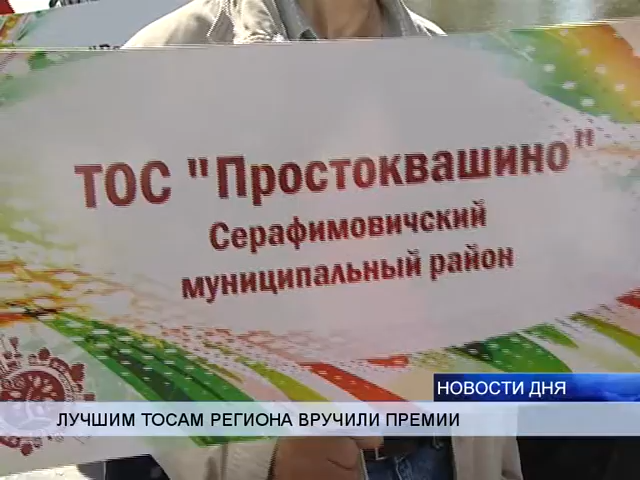 ТОС "Простоквашино"
Серафимовичский
муниципальный район
НОВОСТИ ДНЯ
ЛУЧШИМ ТОСАМ РЕГИОНА ВРУЧИЛИ ПРЕМИИ